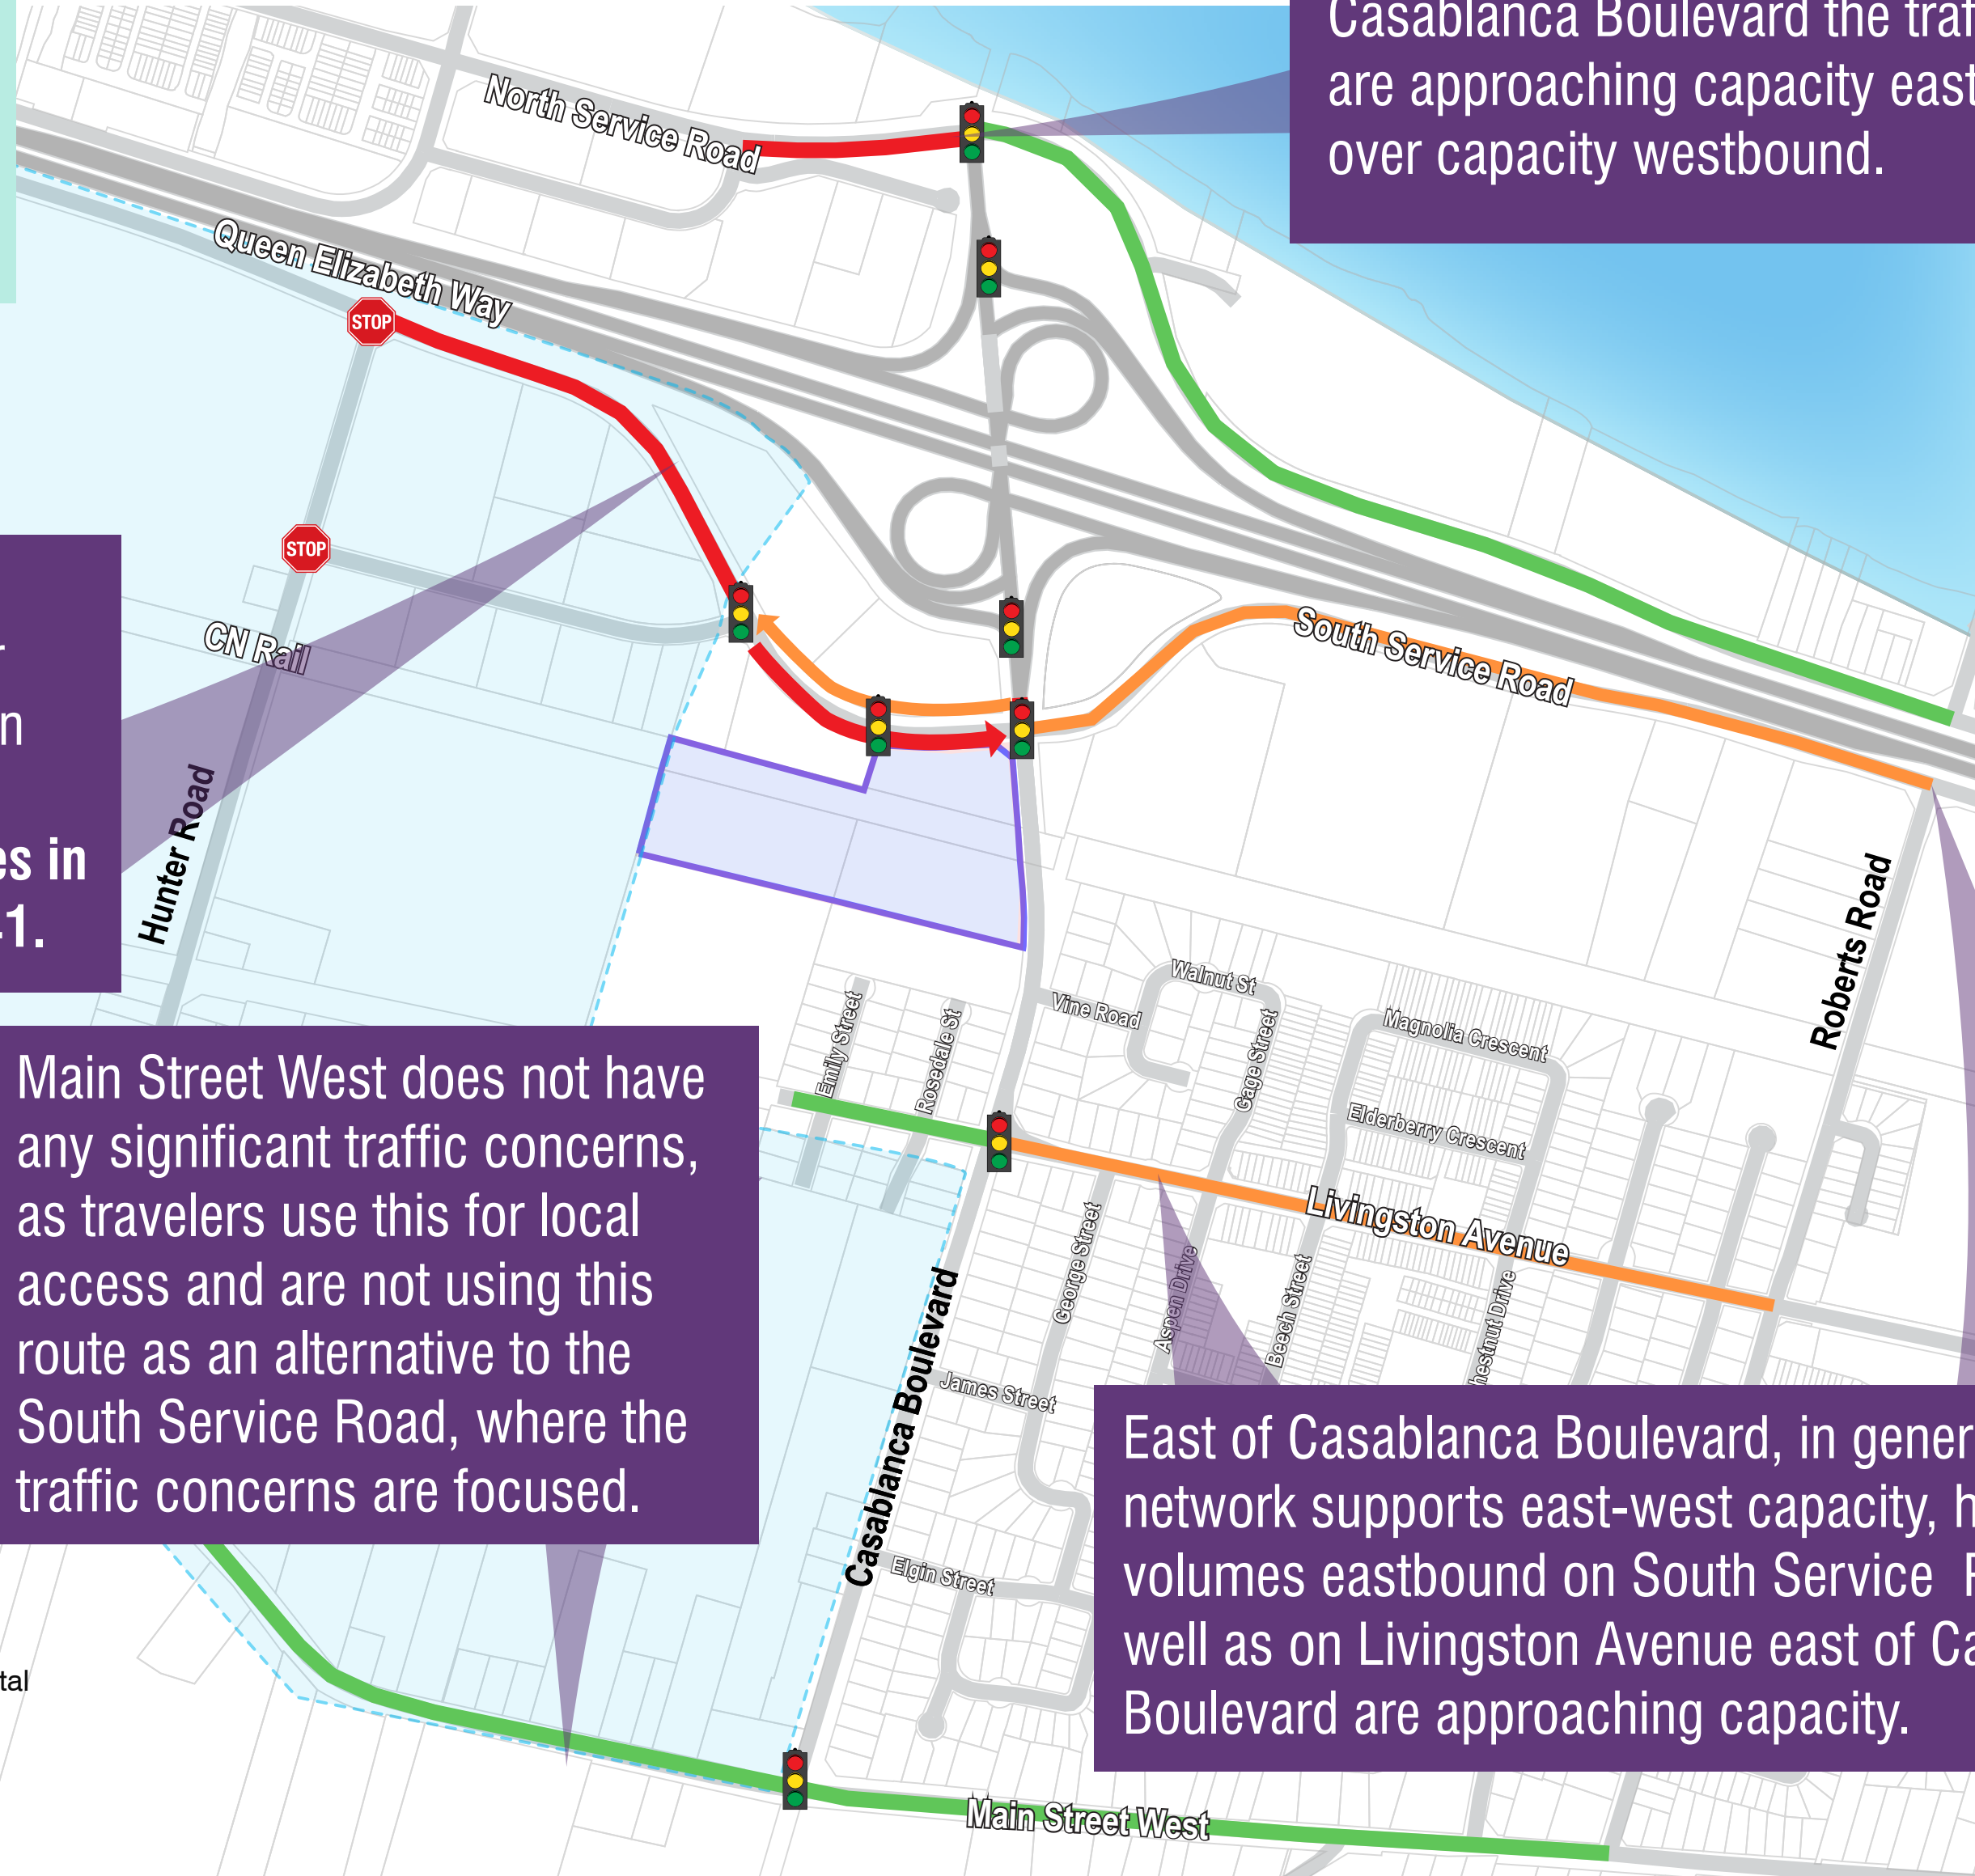 Casablanca Boulevard the traf
are approaching capacity east
over capacity westbound.
North Service Road
Queen Elizabeth Way
STOP
STOP
CN Rail
r
n
es in
-1.
Hunter Road
South Service Road
Roberts Road
Walnut St
Vine Road
Gage Street
Magnolia Crescent
Elderberry Crescent
Emily Street
Rosedale St
Livingston Avenue
George Street
Aspen Drive
Beech Street
hestnut Drive
James Street
Casablanca Boulevard
Elgin Street
Main Street West does not have
any significant traffic concerns,
as travelers use this for local
access and are not using this
route as an alternative to the
South Service Road, where the
traffic concerns are focused.
East of Casablanca Boulevard, in gener
network supports east-west capacity, h
volumes eastbound on South Service R
well as on Livingston Avenue east of Ca
Boulevard are approaching capacity.
tal
Main Street West